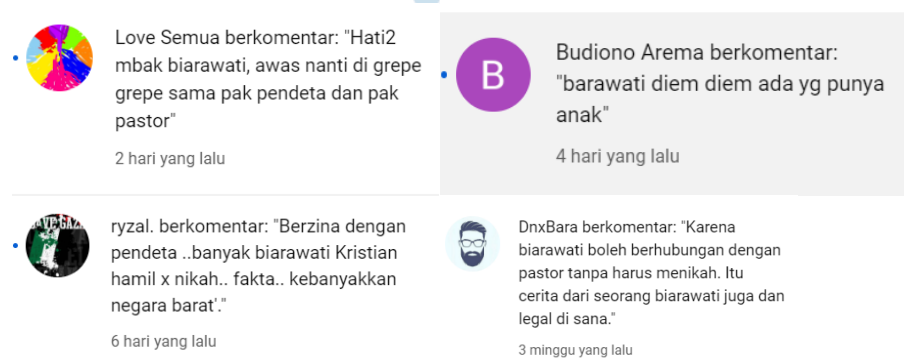 Love Semua berkomentar: "Hati2
mbak biarawati, awas nanti di grepe
grepe sama pak pendeta dan pak
pastor"
2 hari yang lalu
B
Budiono Arema berkomentar:
"barawati diem diem ada yg punya
anak"
4 hari yang lalu
ryzal. berkomentar: "Berzina dengan
pendeta ..banyak biarawati Kristian
hamil x nikah.. fakta.. kebanyakkan
negara barat'."
6 hari yang lalu
DnxBara berkomentar: "Karena
biarawati boleh berhubungan dengan
pastor tanpa harus menikah. Itu
cerita dari seorang biarawati juga dan
legal di sana."
3 minggu yang lalu